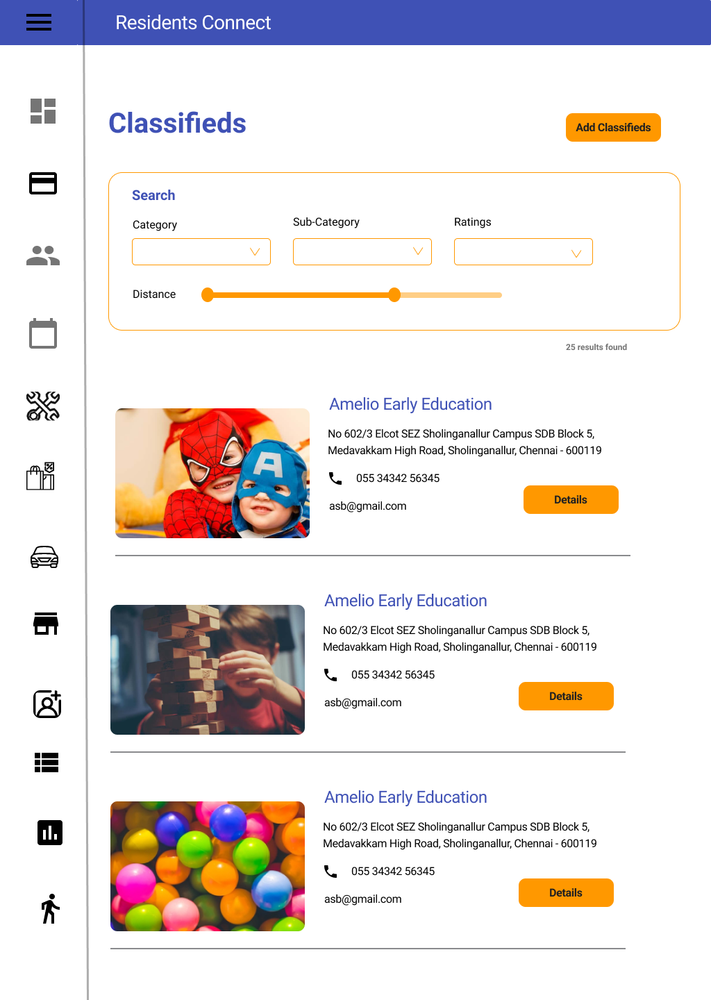 Residents Connect
Classifieds
Add Classifieds
Search
Category
Sub-Category
Ratings
Distance
25 results found
Amelio Early Education
No 602/3 Elcot SEZ Sholinganallur Campus SDB Block 5,
Medavakkam High Road, Sholinganallur, Chennai - 600119
055 34342 56345
asb@gmail.com
Details
Amelio Early Education
No 602/3 Elcot SEZ Sholinganallur Campus SDB Block 5,
Medavakkam High Road, Sholinganallur, Chennai - 600119
055 34342 56345
asb@gmail.com
Details
Amelio Early Education
No 602/3 Elcot SEZ Sholinganallur Campus SDB Block 5,
Medavakkam High Road, Sholinganallur, Chennai - 600119
055 34342 56345
asb@gmail.com
Details